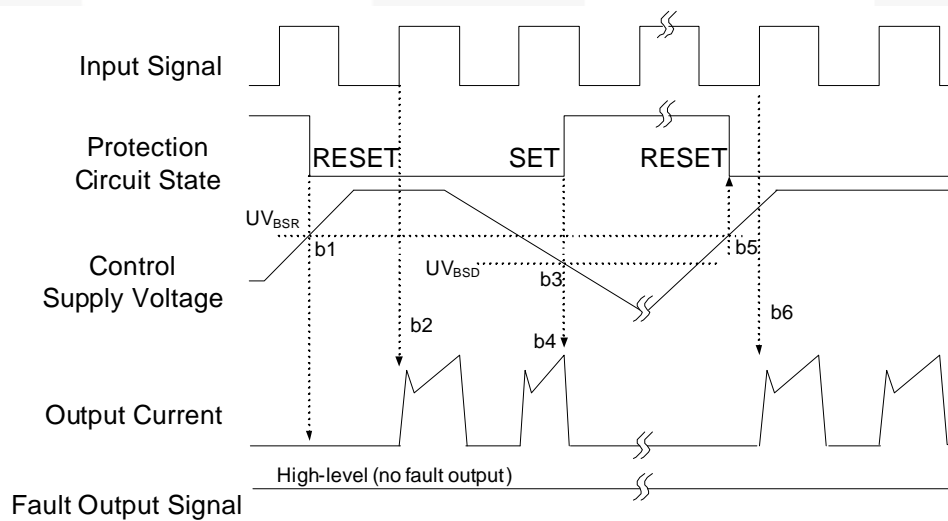 Input Signal
Protection
Circuit State
RESET
SET
RESET
UVBSR
b1
b5
Control
Supply Voltage
UVBSD
b3
b2
b4
b6
Output Current
High-level (no fault output)
Fault Output Signal